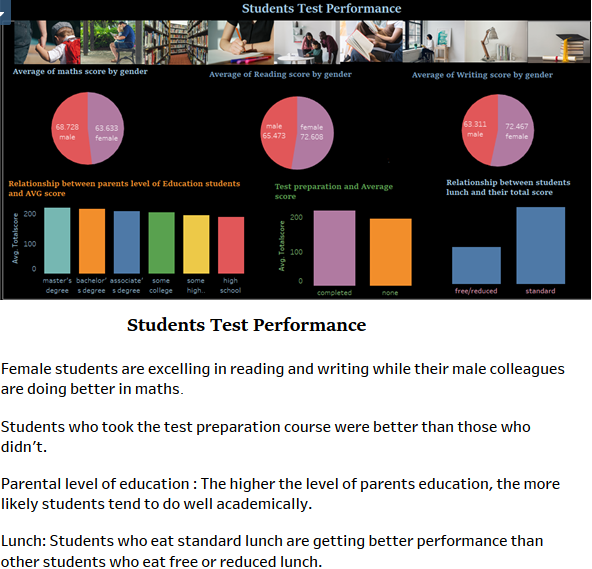 Students Test Performance
Average of maths score by gender
Average of Reading score by gender
Average of Writing score by gender
68.728
male
63.633
female
male
65.473
female
72.608
63.311
male
72.467
female
Relationship between parents level of Education students
and AVG score
Test preparation and Average
score
Relationship between students
lunch and their total score
Avg. Totalscore
200
100
0
master's
degree
bachelor'
s degree
associate'
s degree
some
college
some
high..
high
school
Avg. Totalscore
200
100
0
completed
none
free/reduced
standard
Students Test Performance
Female students are excelling in reading and writing while their male colleagues
are doing better in maths.
Students who took the test preparation course were better than those who
didn't.
Parental level of education : The higher the level of parents education, the more
likely students tend to do well academically.
Lunch: Students who eat standard lunch are getting better performance than
other students who eat free or reduced lunch.